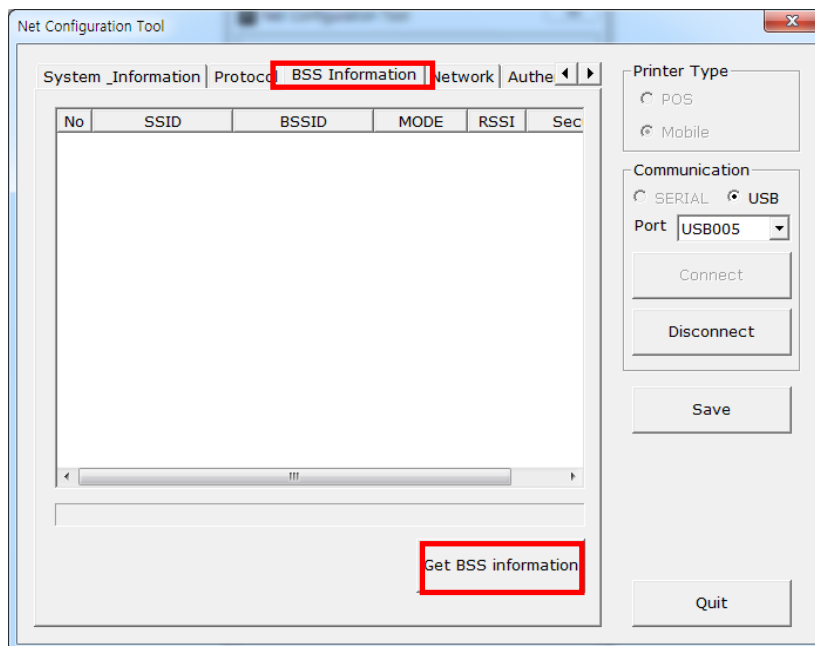 Net Configuration Tool
System _Information Protocol BSS Information Network Authe
No SSID BSSID MODE RSSI Sec
Get BSS information
Printer Type
POS
Mobile
Communication
SERIAL USB
Port USB005
Connect
Disconnect
Save
Quit